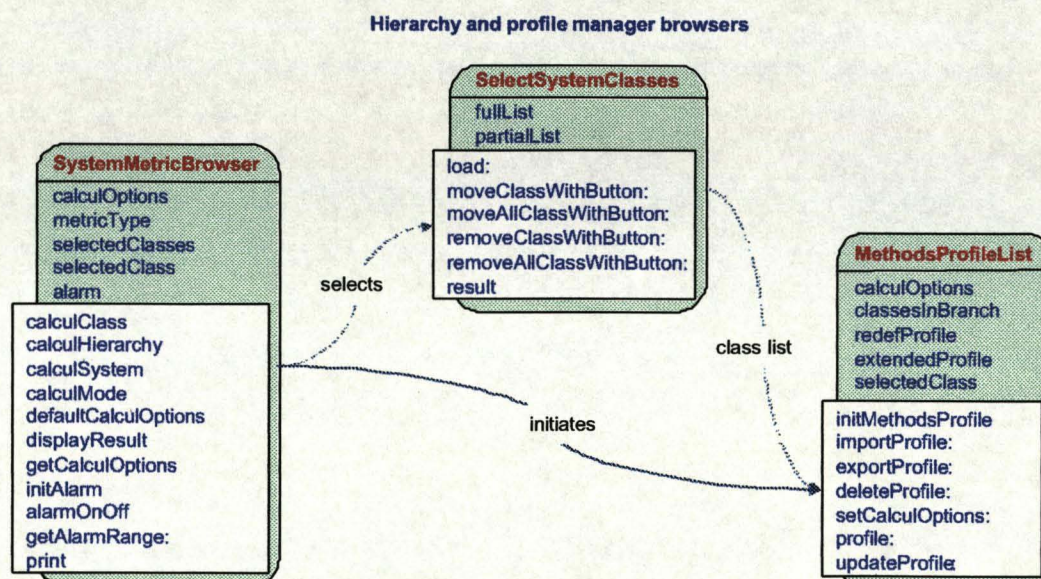 Hierarchy and profile manager browsers
SelectSystemClasses
fullList
partialList
load:
moveClassWithButton:
moveAllClassWithButton:
removeClassWithButton:
removeAllClassWithButton:
result
SystemMetricBrowser
calculOptions
metricType
selectedClasses
selectedClass
alarm
calculClass
calculHierarchy
calculSystem
calculMode
defaultCalculOptions
displayResult
getCalculOptions
initAlarm
alarmOnOff
getAlarmRange:
print
selects
initiates
class list
MethodsProfileList
calculOptions
classesInBranch
redefProfile
extendedProfile
selectedClass
initMethodsProfile
importProfile:
exportProfile:
deleteProfile:
setCalculOptions:
profile:
updateProfile: